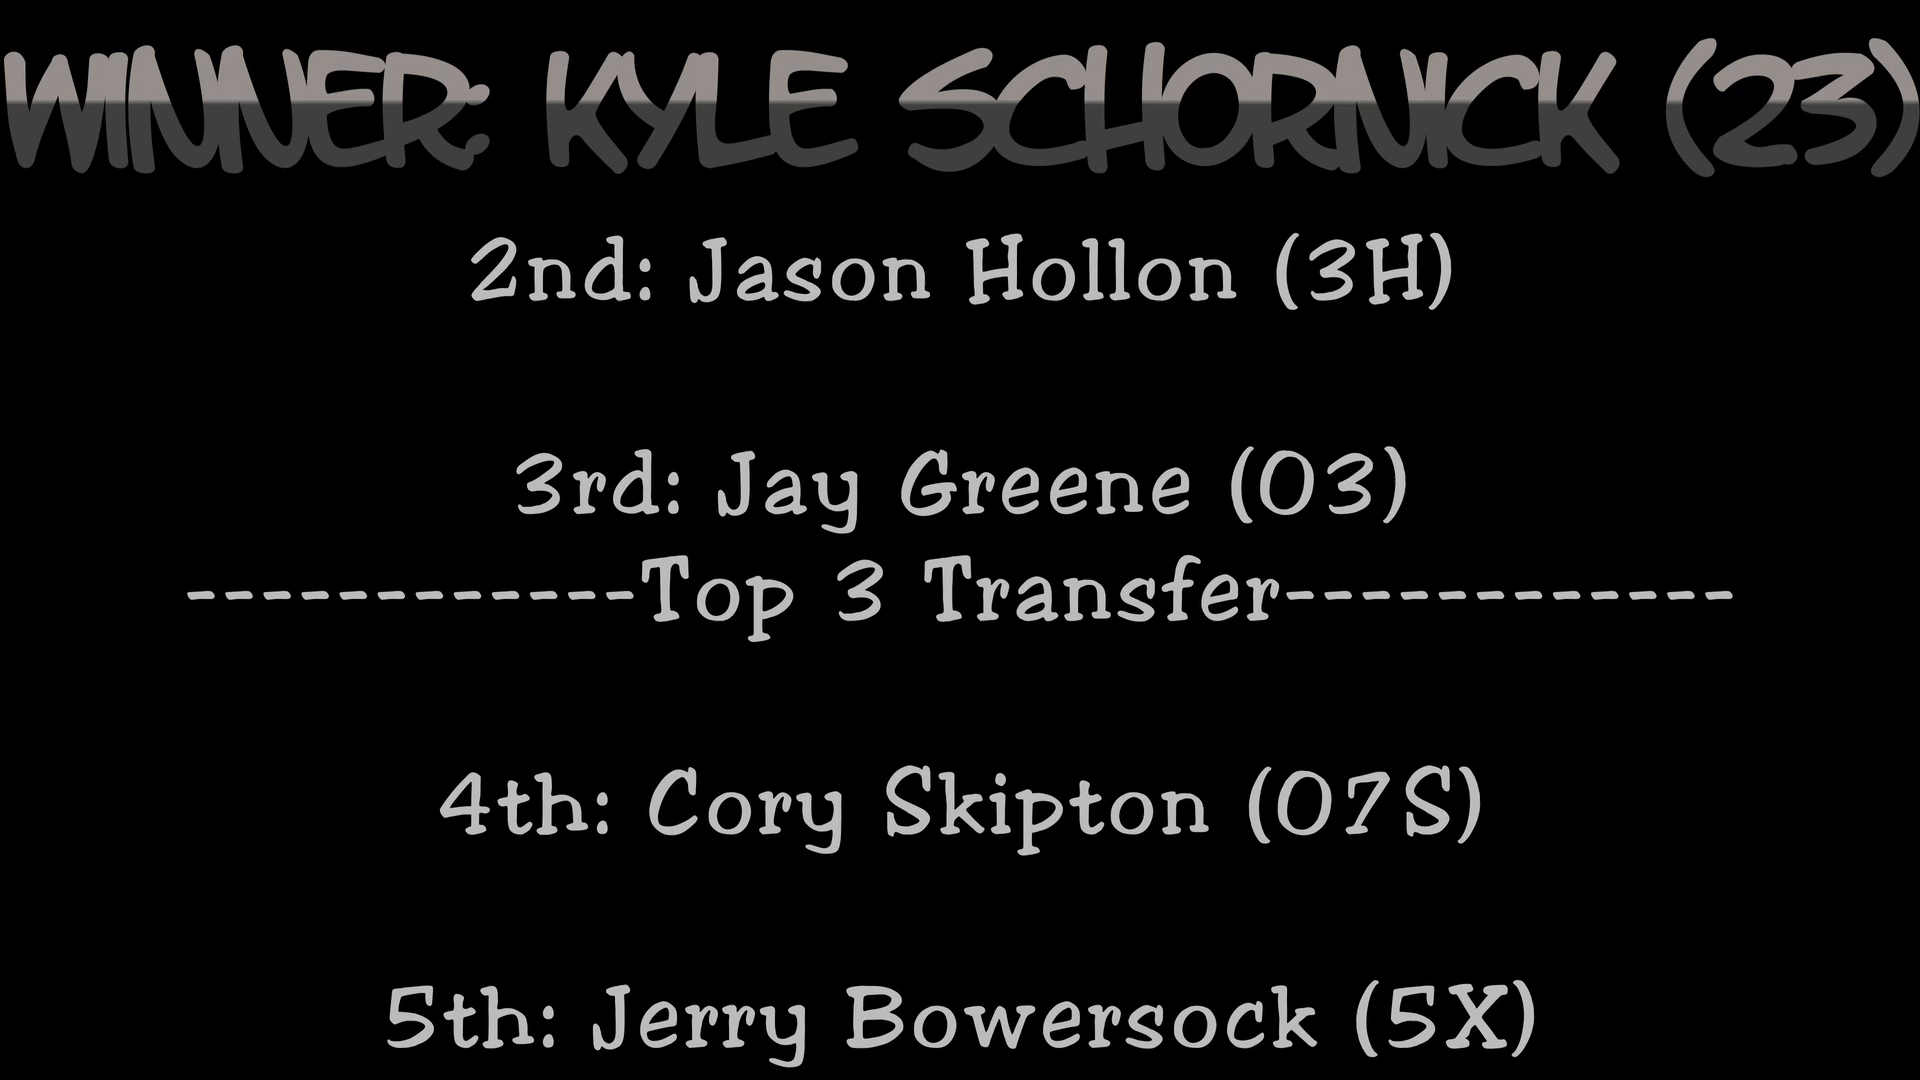 WINNER: KYLE SCHORNICK (23)
2nd: Jason Hollon (3H)
3rd: Jay Greene (03)
------------Top 3 Transfer------------
4th: Cory Skipton (07S)
5th: Jerry Bowersock (5X)